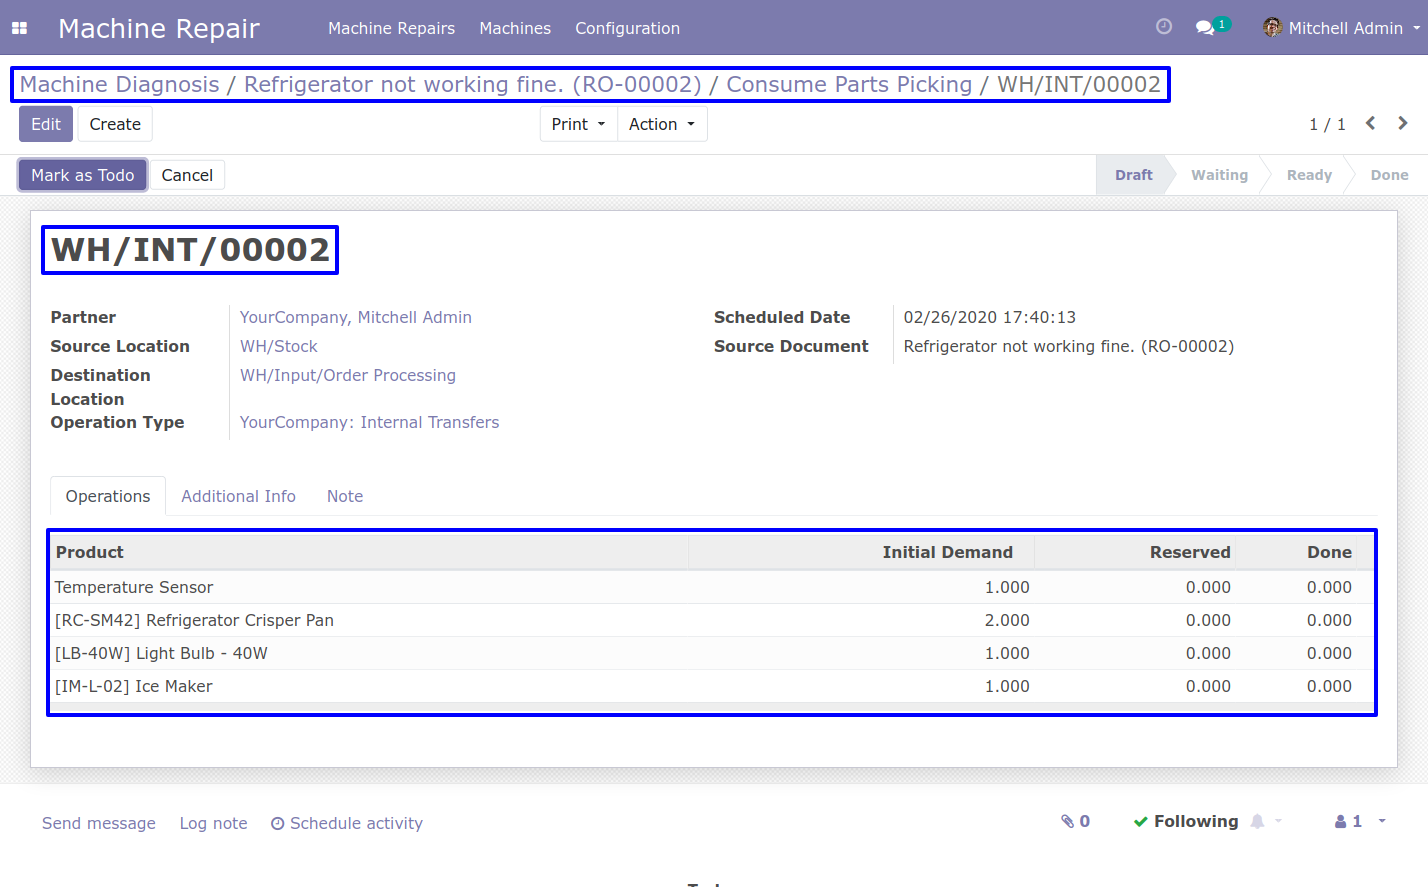 Machine Repair Machine Repairs Machines Configuration 1 Mitchell Admin
Machine Diagnosis / Refrigerator not working fine. (RO-00002) / Consume Parts Picking / WH/INT/00002
Edit Create Print Action 1 / 1
Mark as Todo Cancel Draft Waiting Ready Done
WH/INT/00002
Partner YourCompany, Mitchell Admin Scheduled Date 02/26/2020 17:40:13
Source Location WH/Stock Source Document Refrigerator not working fine. (RO-00002)
Destination WH/Input/Order Processing
Location
Operation Type YourCompany: Internal Transfers
Operations Additional Info Note
Product Initial Demand Reserved Done
Temperature Sensor 1.000 0.000 0.000
[RC-SM42] Refrigerator Crisper Pan 2.000 0.000 0.000
[LB-40W] Light Bulb - 40W 1.000 0.000 0.000
[IM-L-02] Ice Maker 1.000 0.000 0.000
Send message Log note Schedule activity 0 Following 1